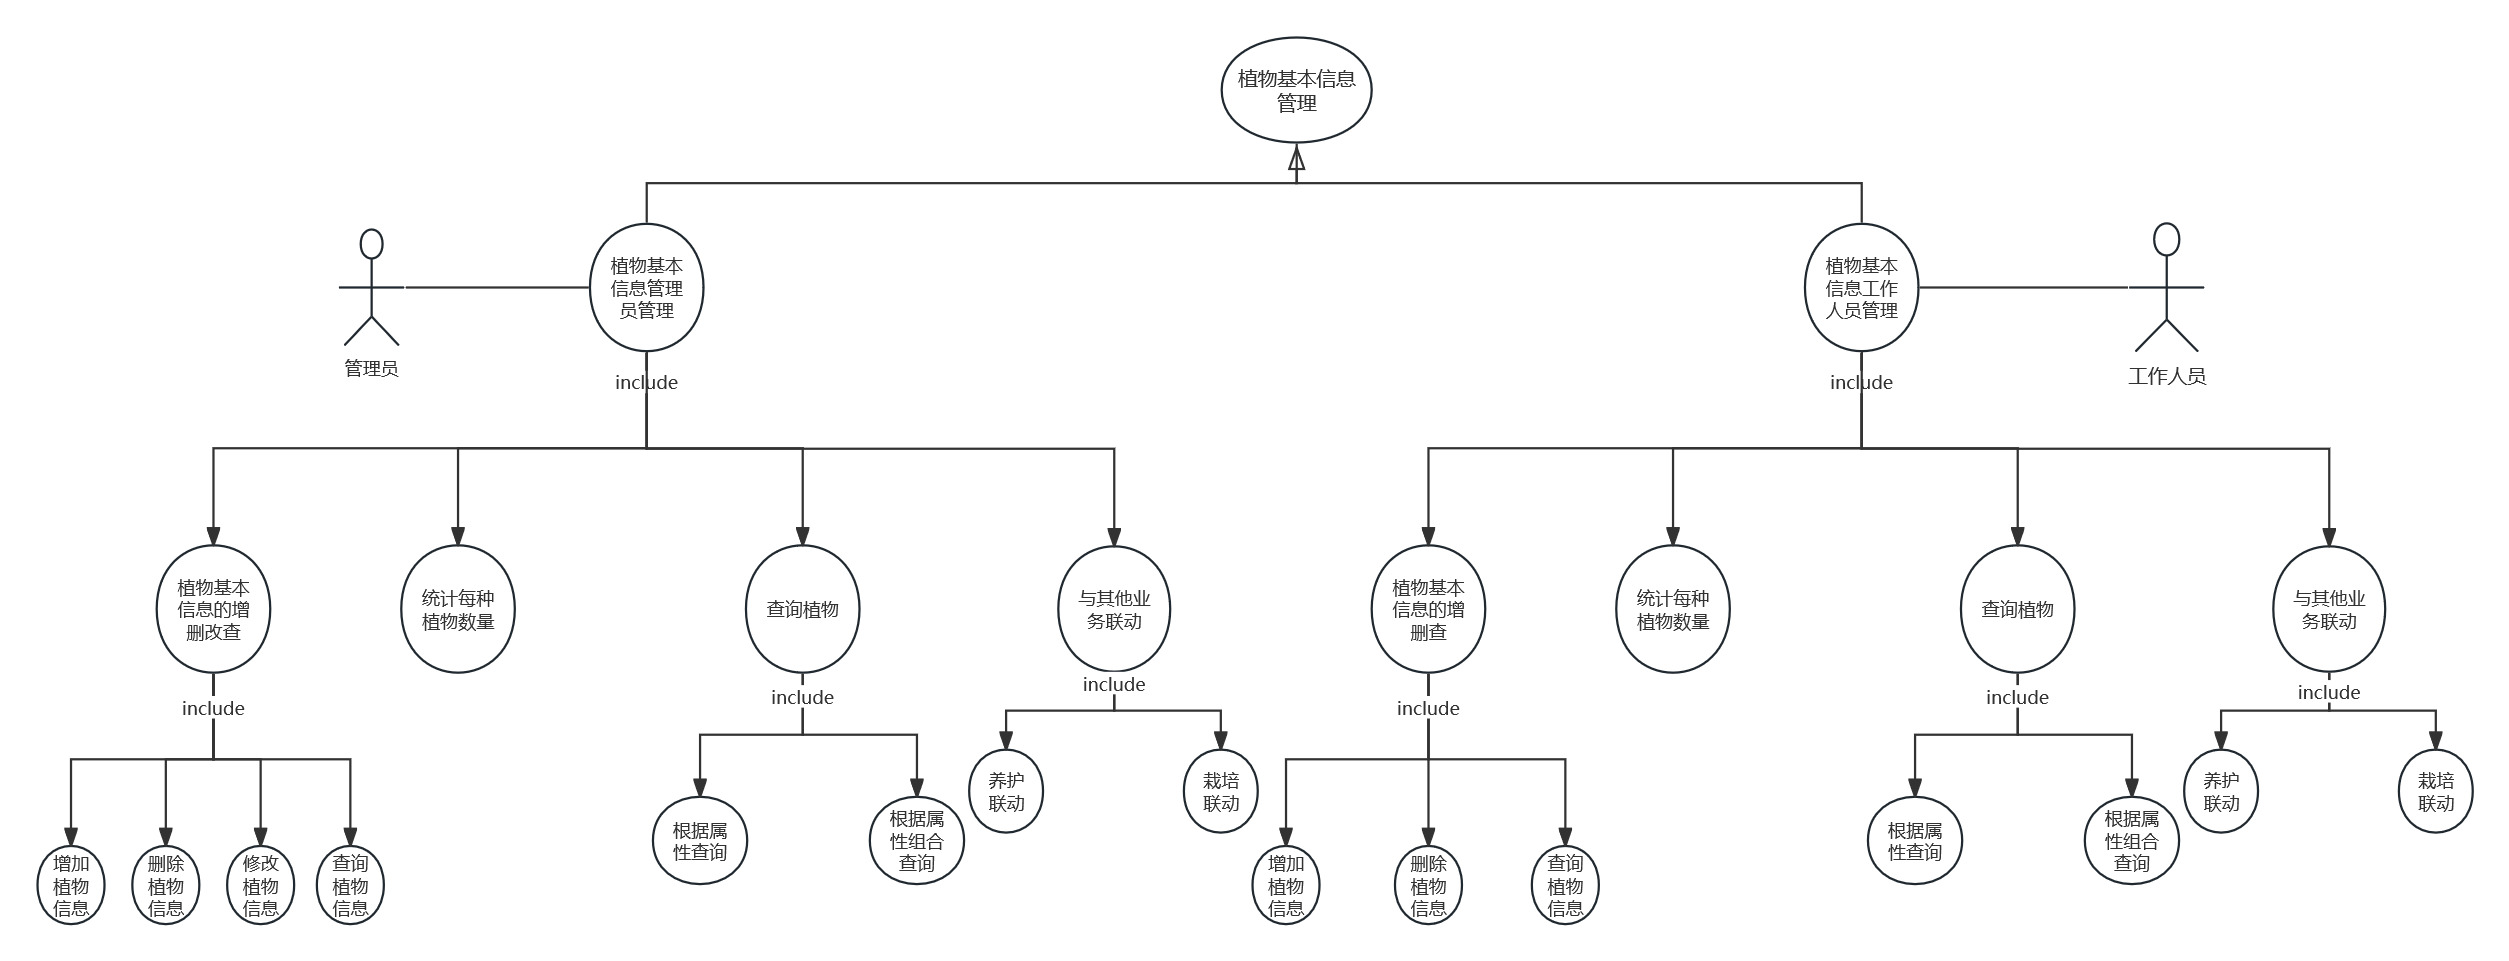 植物基本信息
管理
植物基本
信息管理
员管理
植物基本
信息工作
人员管理
管理员
工作人员
include
include
植物基本
信息的增
删改查
统计每种
植物数量
查询植物
与其他业
务联动
植物基本
信息的增
删查
统计每种
植物数量
查询植物
与其他业
务联动
include
include
include
include
include
include
养护
联动
栽培
联动
养护
联动
栽培
联动
根据属
性查询
根据属
性组合
查询
根据属
性查询
根据属
性组合
查询
增加
植物
信息
删除
植物
信息
修改
植物
信息
查询
植物
信息
增加
植物
信息
删除
植物
信息
查询
植物
信息